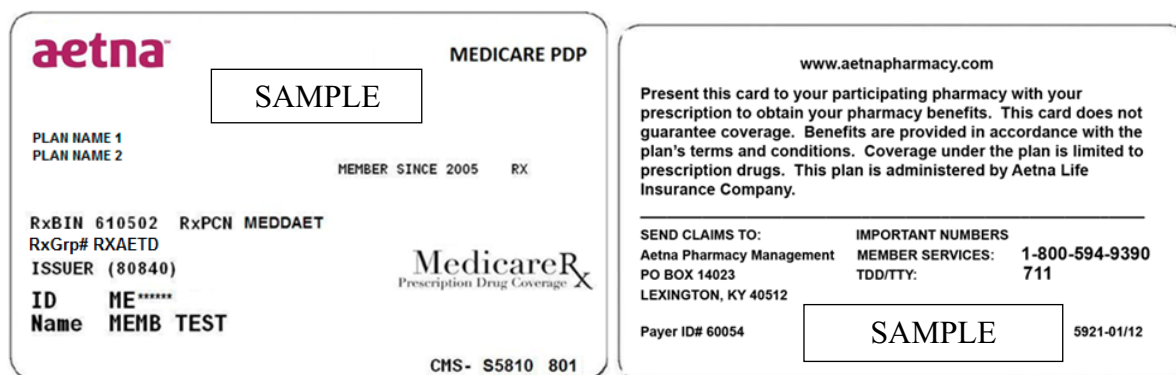 aetna
MEDICARE PDP
SAMPLE
PLAN NAME 1
PLAN NAME 2
MEMBER SINCE 2005 RX
RxBIN 610502 RxPCN MEDDAET
RxGrp# RXAETD
ISSUER (80840)
ID ME******
Name MEMB TEST
MedicareRx
Prescription Drug Coverage
CMS- S5810 801
www.aetnapharmacy.com
Present this card to your participating pharmacy with your
prescription to obtain your pharmacy benefits. This card does not
guarantee coverage. Benefits are provided in accordance with the
plan's terms and conditions. Coverage under the plan is limited to
prescription drugs. This plan is administered by Aetna Life
Insurance Company.
SEND CLAIMS TO:
Aetna Pharmacy Management
PO BOX 14023
LEXINGTON, KY 40512
IMPORTANT NUMBERS
MEMBER SERVICES: 1-800-594-9390
TDD/TTY: 711
Payer ID# 60054
SAMPLE
5921-01/12